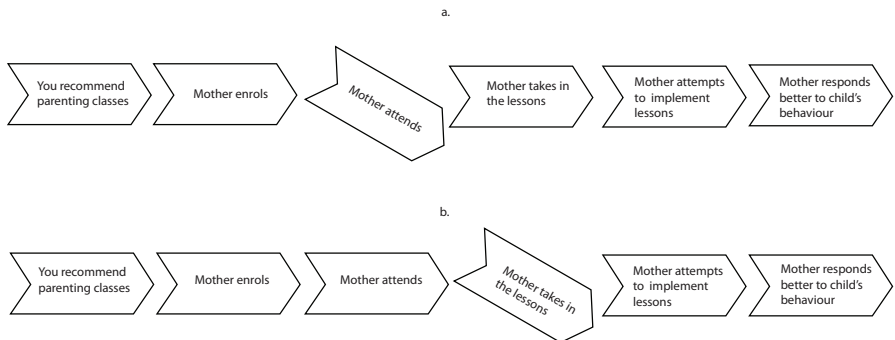 a.
You recommend
parenting classes
Mother enrols
Mother attends
Mother takes in
the lessons
Mother attempts
to implement
lessons
Mother responds
better to child's
behaviour
b.
You recommend
parenting classes
Mother enrols
Mother attends
Mother takes in
the lessons
Mother attempts
to implement
lessons
Mother responds
better to child's
behaviour